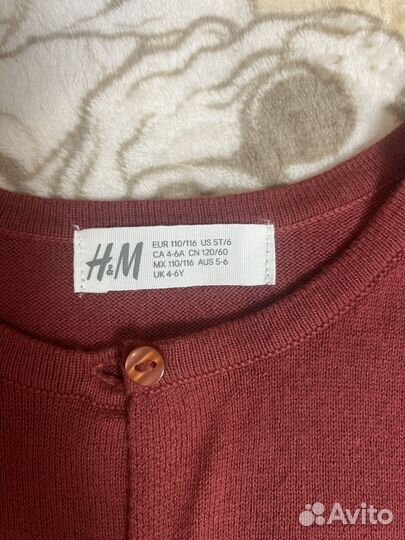 H&M
EUR 110/116 US 5T/6
CA 4-6A CN 120/60
MX 110/116 AUS 5-6
UK 4-6Y
Avito